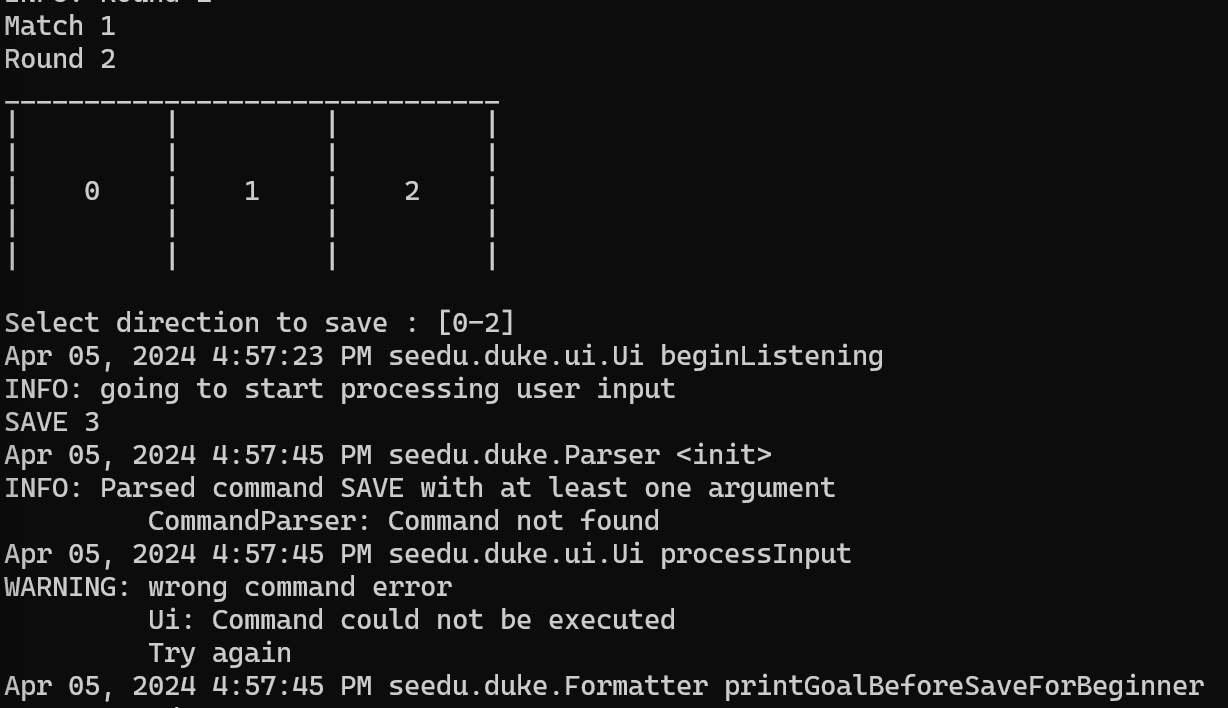 Match 1
Round 2
-------------------------------
|         |         |         |
|         |         |         |
|    0    |    1    |    2    |
|         |         |         |
|         |         |         |
Select direction to save : [0-2]
Apr 05, 2024 4:57:23 PM seedu.duke.ui.Ui beginListening
INFO: going to start processing user input
SAVE 3
Apr 05, 2024 4:57:45 PM seedu.duke.Parser <init>
INFO: Parsed command SAVE with at least one argument
         CommandParser: Command not found
Apr 05, 2024 4:57:45 PM seedu.duke.ui.Ui processInput
WARNING: wrong command error
         Ui: Command could not be executed
         Try again
Apr 05, 2024 4:57:45 PM seedu.duke.Formatter printGoalBeforeSaveForBeginner